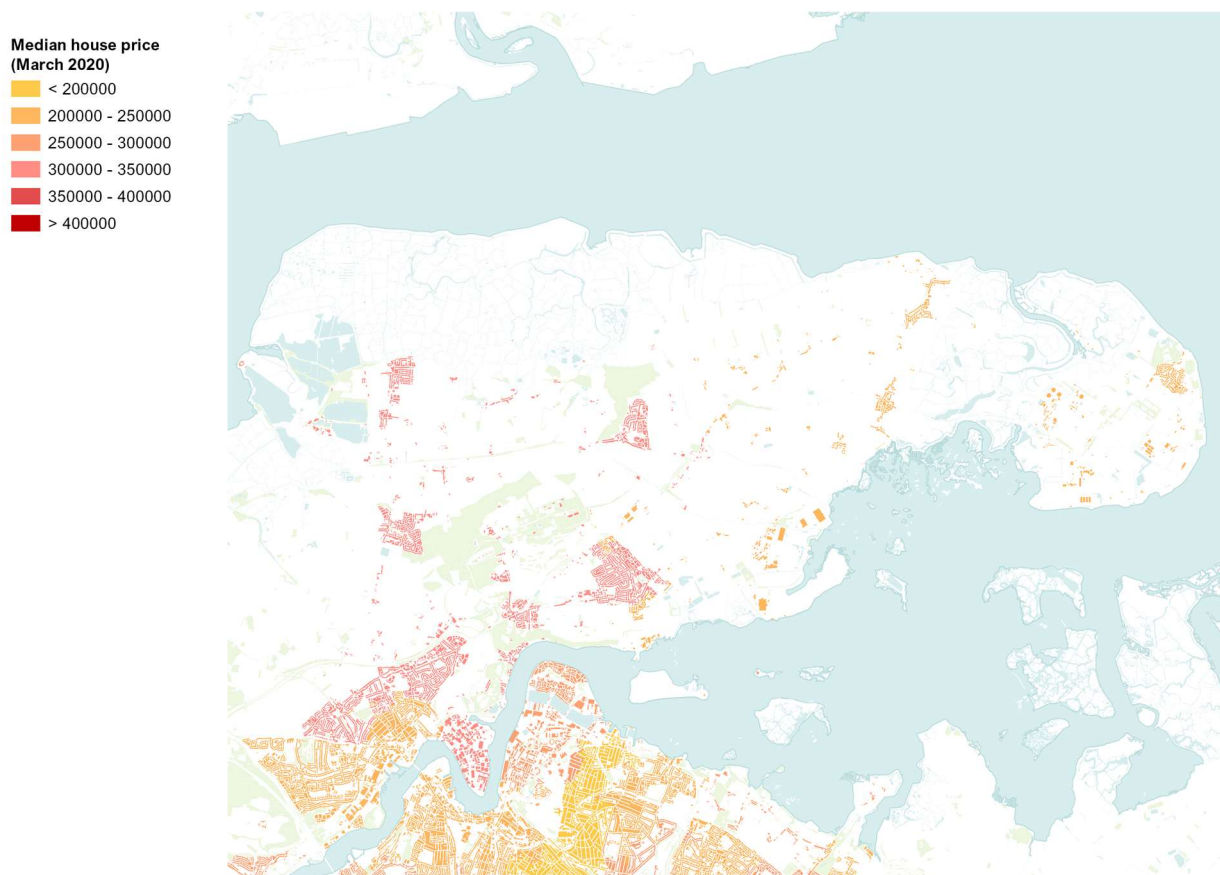 Median house price
(March 2020)
< 200000
200000 - 250000
250000 - 300000
300000 - 350000
350000 - 400000
> 400000